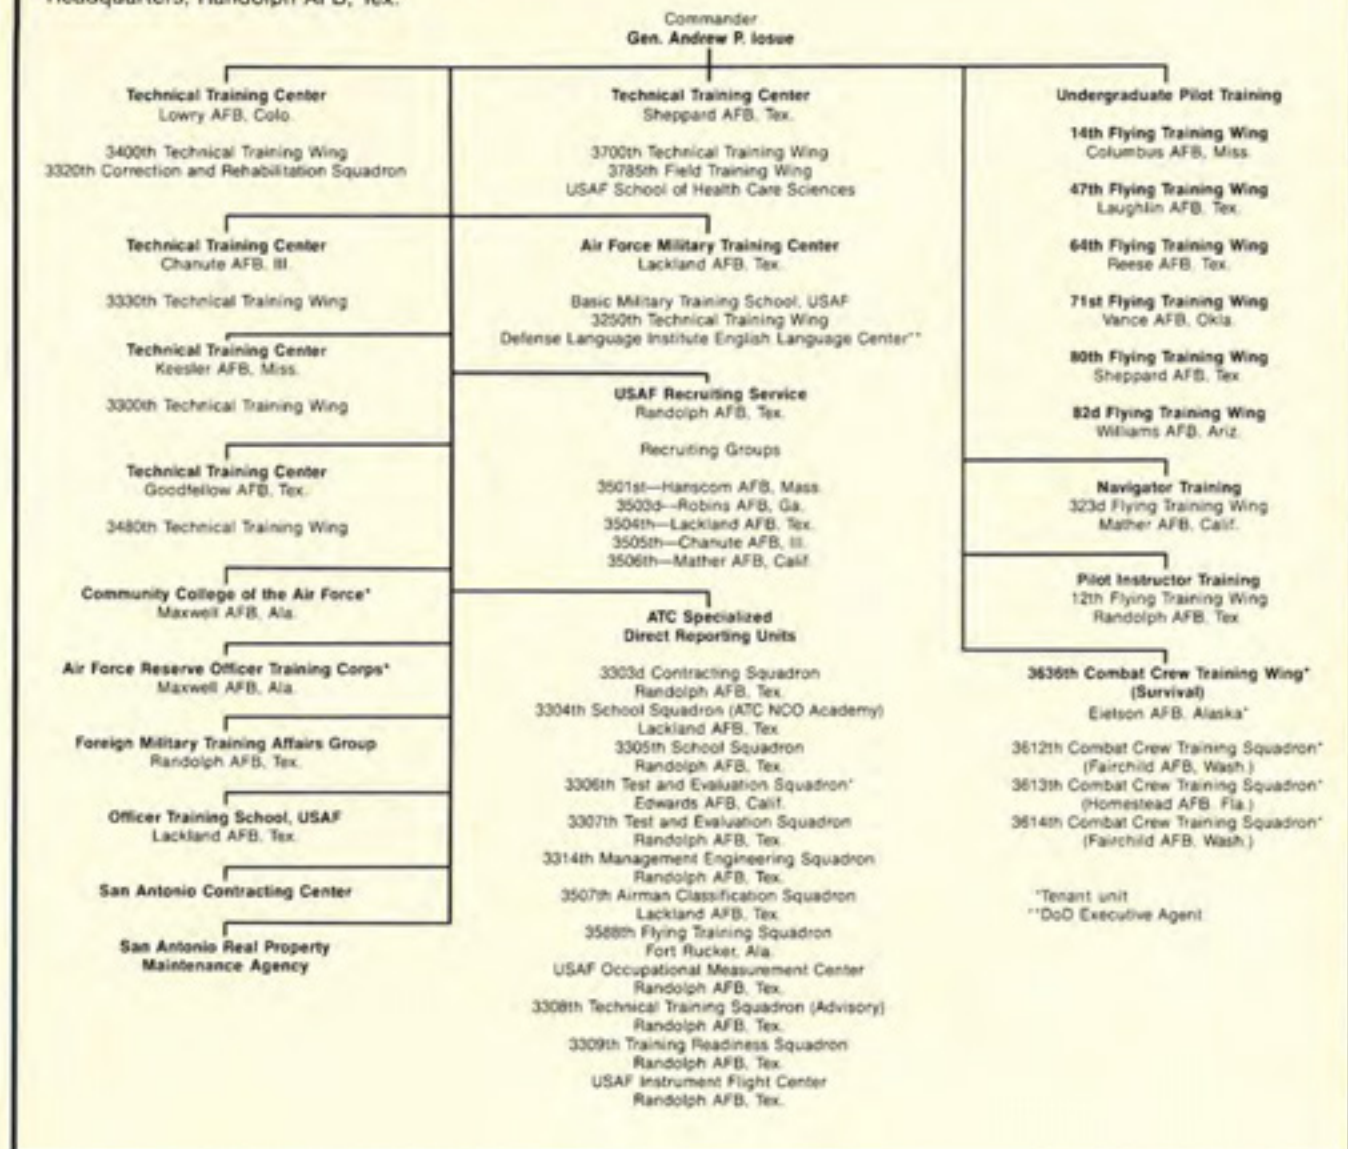 Headquarters, Randolph AFB, Tex.
Commander
Gen. Andrew P. Iosue
Technical Training Center
Lowry AFB, Colo.
3400th Technical Training Wing
3320th Correction and Rehabilitation Squadron
Technical Training Center
Chanute AFB, Ill.
3330th Technical Training Wing
Technical Training Center
Keesler AFB, Miss.
3300th Technical Training Wing
Technical Training Center
Goodfellow AFB, Tex.
3480th Technical Training Wing
Community College of the Air Force*
Maxwell AFB, Ala.
Air Force Reserve Officer Training Corps*
Maxwell AFB, Ala.
Foreign Military Training Affairs Group
Randolph AFB, Tex.
Officer Training School, USAF
Lackland AFB, Tex.
San Antonio Contracting Center
San Antonio Real Property
Maintenance Agency
Technical Training Center
Sheppard AFB, Tex.
3700th Technical Training Wing
3785th Field Training Wing
USAF School of Health Care Sciences
Air Force Military Training Center
Lackland AFB, Tex.
Basic Military Training School, USAF
3250th Technical Training Wing
Defense Language Institute English Language Center**
USAF Recruiting Service
Randolph AFB, Tex.
Recruiting Groups
3501st—Hanscom AFB, Mass.
3503d—Robins AFB, Ga.
3504th—Lackland AFB, Tex.
3505th—Chanute AFB, Ill.
3506th—Mather AFB, Calif.
ATC Specialized
Direct Reporting Units
3303d Contracting Squadron
Randolph AFB, Tex.
3304th School Squadron (ATC NCO Academy)
Lackland AFB, Tex.
3305th School Squadron
Randolph AFB, Tex.
3306th Test and Evaluation Squadron*
Edwards AFB, Calif.
3307th Test and Evaluation Squadron
Randolph AFB, Tex.
3314th Management Engineering Squadron
Randolph AFB, Tex.
3507th Airman Classification Squadron
Lackland AFB, Tex.
3588th Flying Training Squadron
Fort Rucker, Ala.
USAF Occupational Measurement Center
Randolph AFB, Tex.
3308th Technical Training Squadron (Advisory)
Randolph AFB, Tex.
3309th Training Readiness Squadron
Randolph AFB, Tex.
USAF Instrument Flight Center
Randolph AFB, Tex.
Undergraduate Pilot Training
14th Flying Training Wing
Columbus AFB, Miss.
47th Flying Training Wing
Laughlin AFB, Tex.
64th Flying Training Wing
Reese AFB, Tex.
71st Flying Training Wing
Vance AFB, Okla.
80th Flying Training Wing
Sheppard AFB, Tex.
82d Flying Training Wing
Williams AFB, Ariz.
Navigator Training
323d Flying Training Wing
Mather AFB, Calif.
Pilot Instructor Training
12th Flying Training Wing
Randolph AFB, Tex.
3636th Combat Crew Training Wing*
(Survival)
Eielson AFB, Alaska*
3612th Combat Crew Training Squadron*
(Fairchild AFB, Wash.)
3613th Combat Crew Training Squadron*
(Homestead AFB, Fla.)
3614th Combat Crew Training Squadron*
(Fairchild AFB, Wash.)
*Tenant unit
**DoD Executive Agent